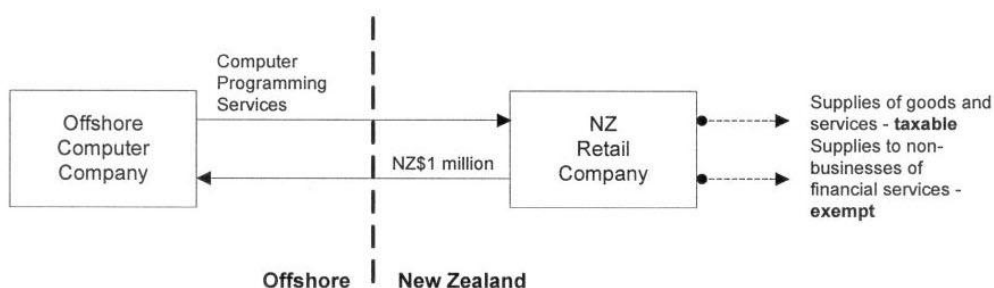 Computer
Programming
Services
Offshore
Computer
Company
NZ$1 million
NZ
Retail
Company
Supplies of goods and
services - taxable
Supplies to non-
businesses of
financial services -
exempt
Offshore
New Zealand